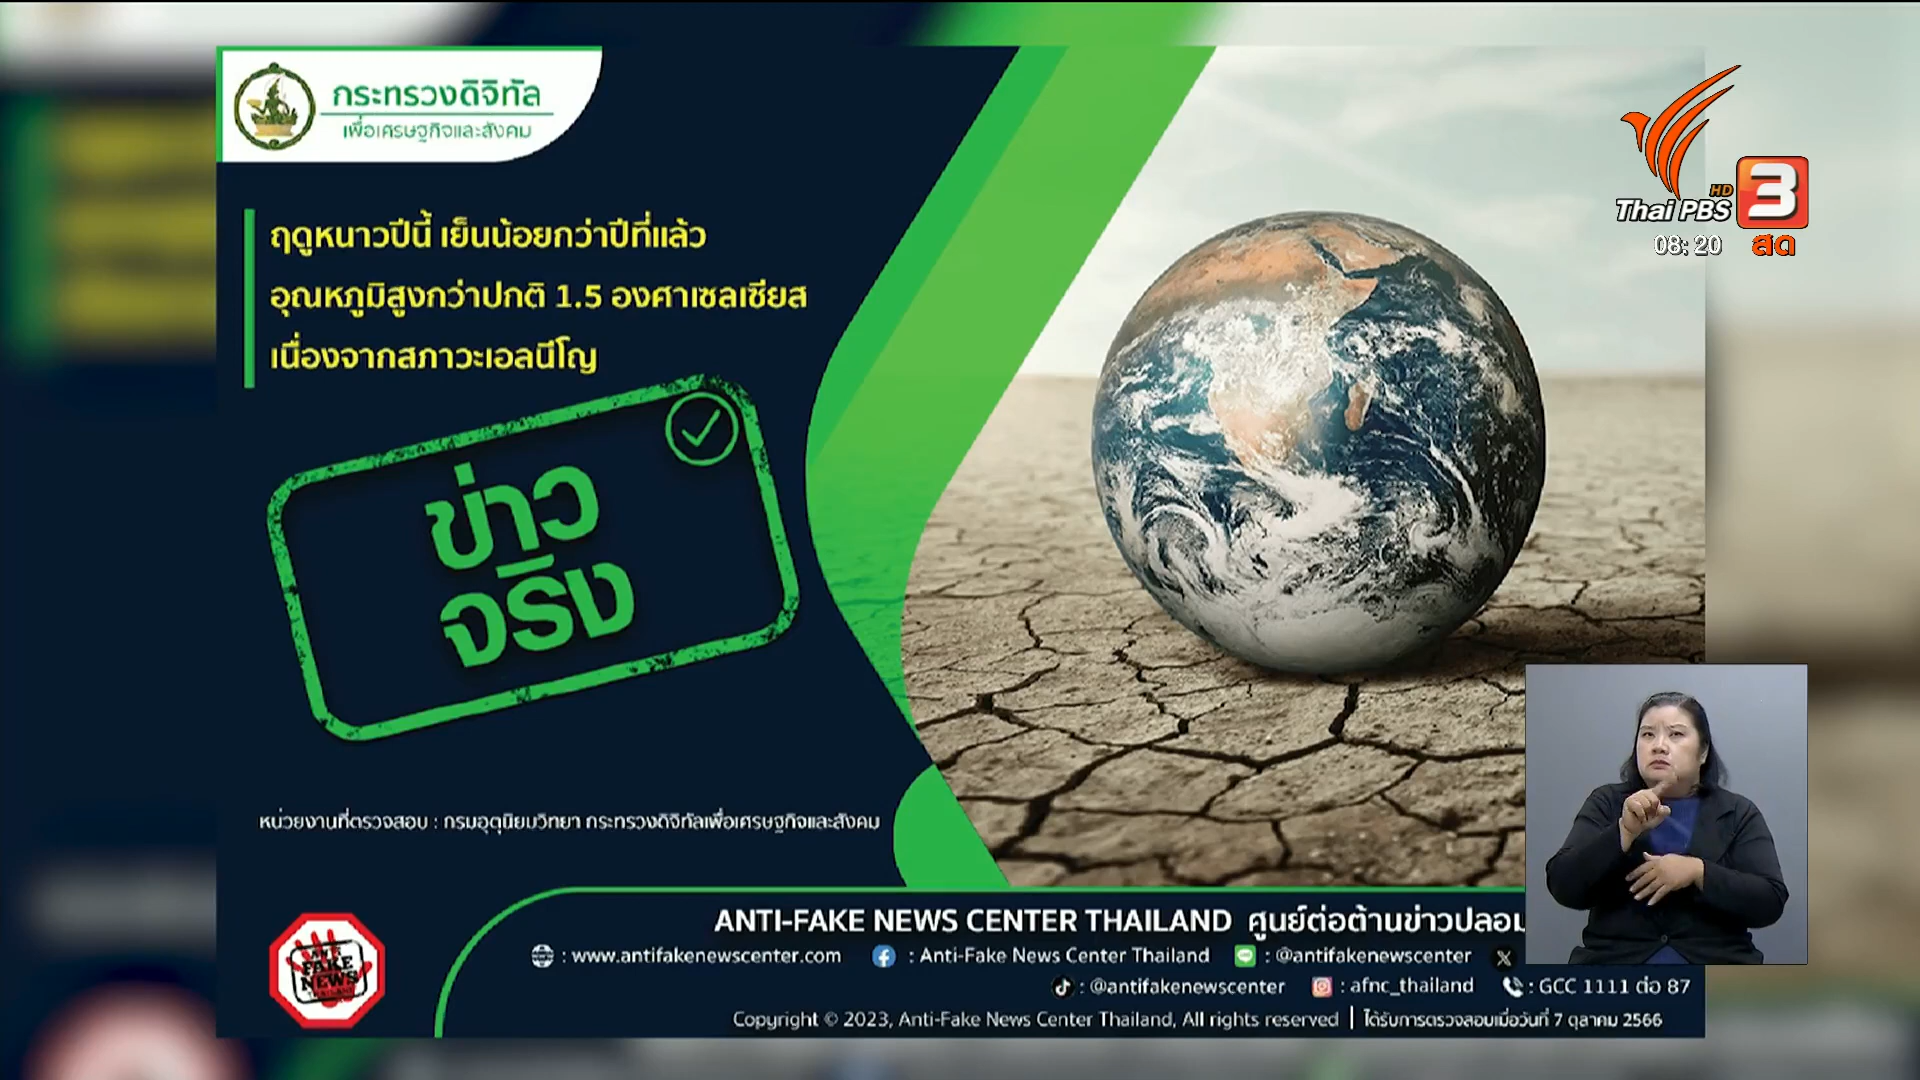 กระทรวงดิจิทัล
เพื่อเศรษฐกิจและสังคม
ฤดูหนาวปีนี้ เย็นน้อยกว่าปีที่แล้ว
อุณหภูมิสูงกว่าปกติ 1.5 องศาเซลเซียส
เนื่องจากสภาวะเอลนีโญ
ข่าว
จริง
หน่วยงานที่ตรวจสอบ : กรมอุตุนิยมวิทยา กระทรวงดิจิทัลเพื่อเศรษฐกิจและสังคม
ANTI-FAKE NEWS CENTER THAILAND ศูนย์ต่อต้านข่าวปลอม
: www.antifakenewscenter.com : Anti-Fake News Center Thailand : @antifakenewscenter
: @antifakenewscenter : afnc_thailand : GCC 1111 ต่อ 87
Copyright © 2023, Anti-Fake News Center Thailand, All rights reserved | ได้รับการตรวจสอบเมื่อวันที่ 7 ตุลาคม 2566
ANTI
FAKE
NEWS
THAILAND
HD
Thai PBS 3
08:20 สด